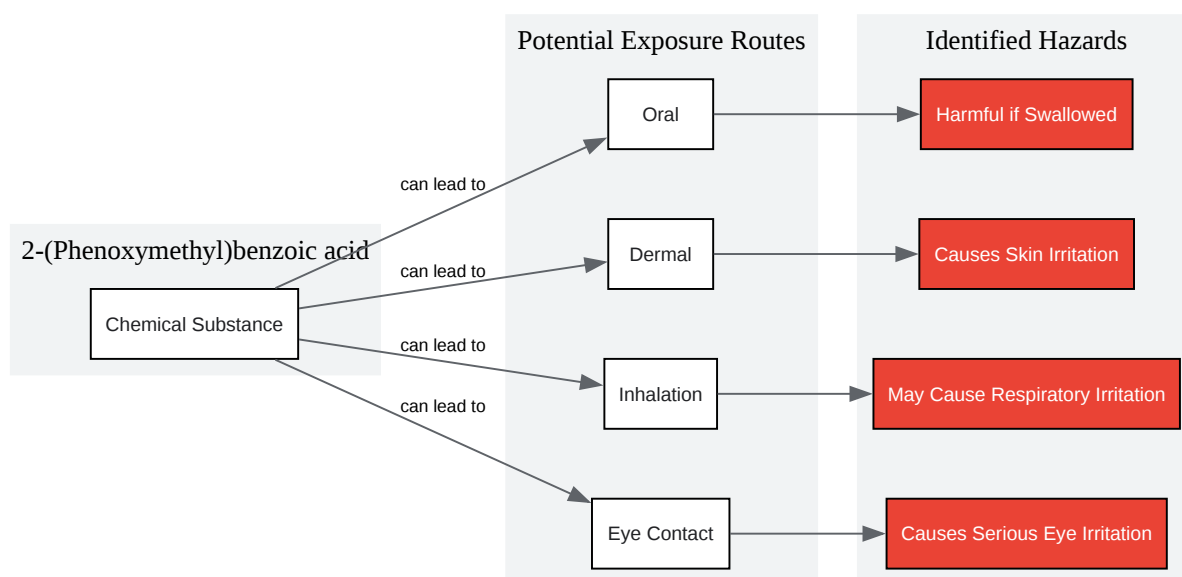 Potential Exposure Routes
Identified Hazards
Oral
Harmful if Swallowed
can lead to
2-(Phenoxymethyl)benzoic acid
Dermal
Causes Skin Irritation
can lead to
Chemical Substance
can lead to
Inhalation
May Cause Respiratory Irritation
can lead to
Eye Contact
Causes Serious Eye Irritation